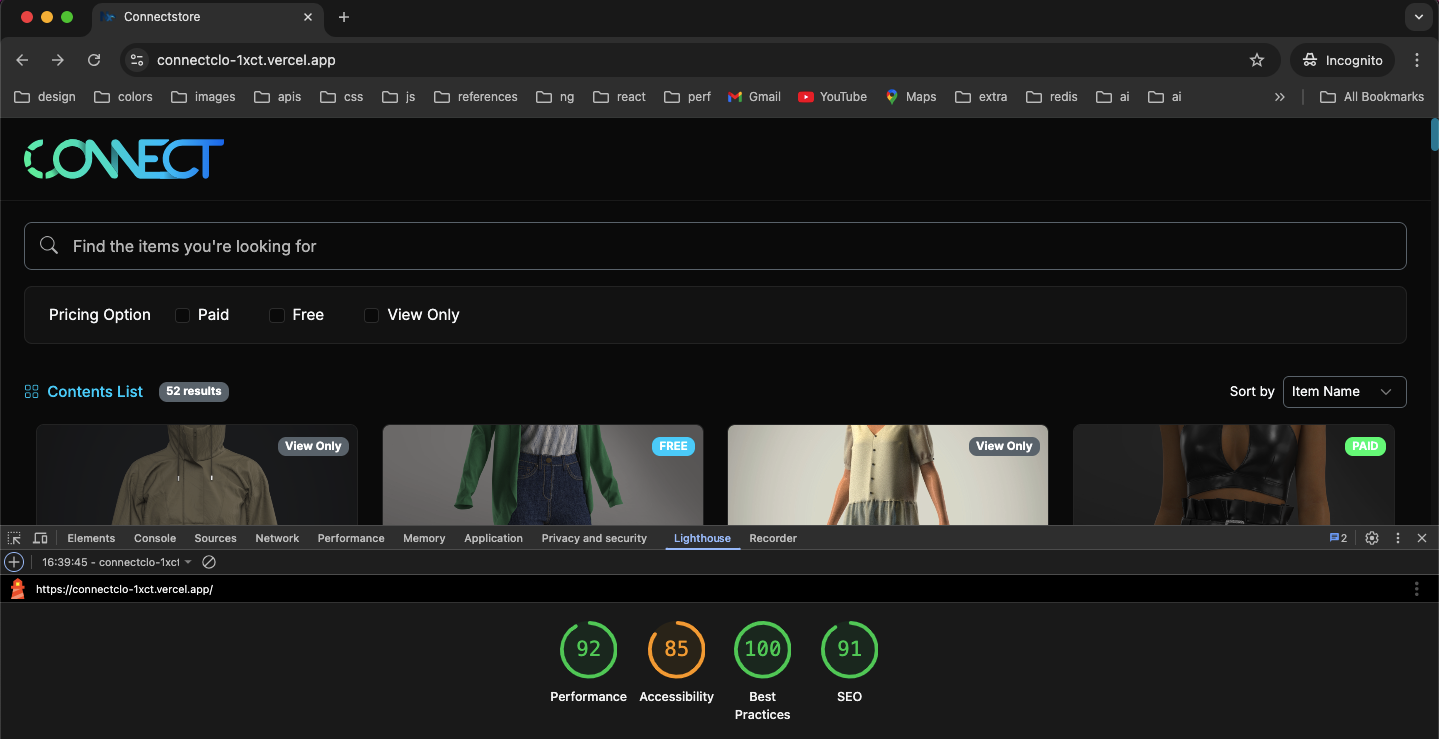 Connectstore
connectclo-1xct.vercel.app
Incognito
design colors images apis css js references ng react perf Gmail YouTube Maps extra redis ai ai All Bookmarks
CONNECT
Find the items you're looking for
Pricing Option Paid Free View Only
Contents List 52 results Sort by Item Name
View Only FREE View Only PAID
Elements Console Sources Network Performance Memory Application Privacy and security Lighthouse Recorder 2
16:39:45 - connectclo-1xct
https://connectclo-1xct.vercel.app/
92 85 100 91
Performance Accessibility Best Practices SEO